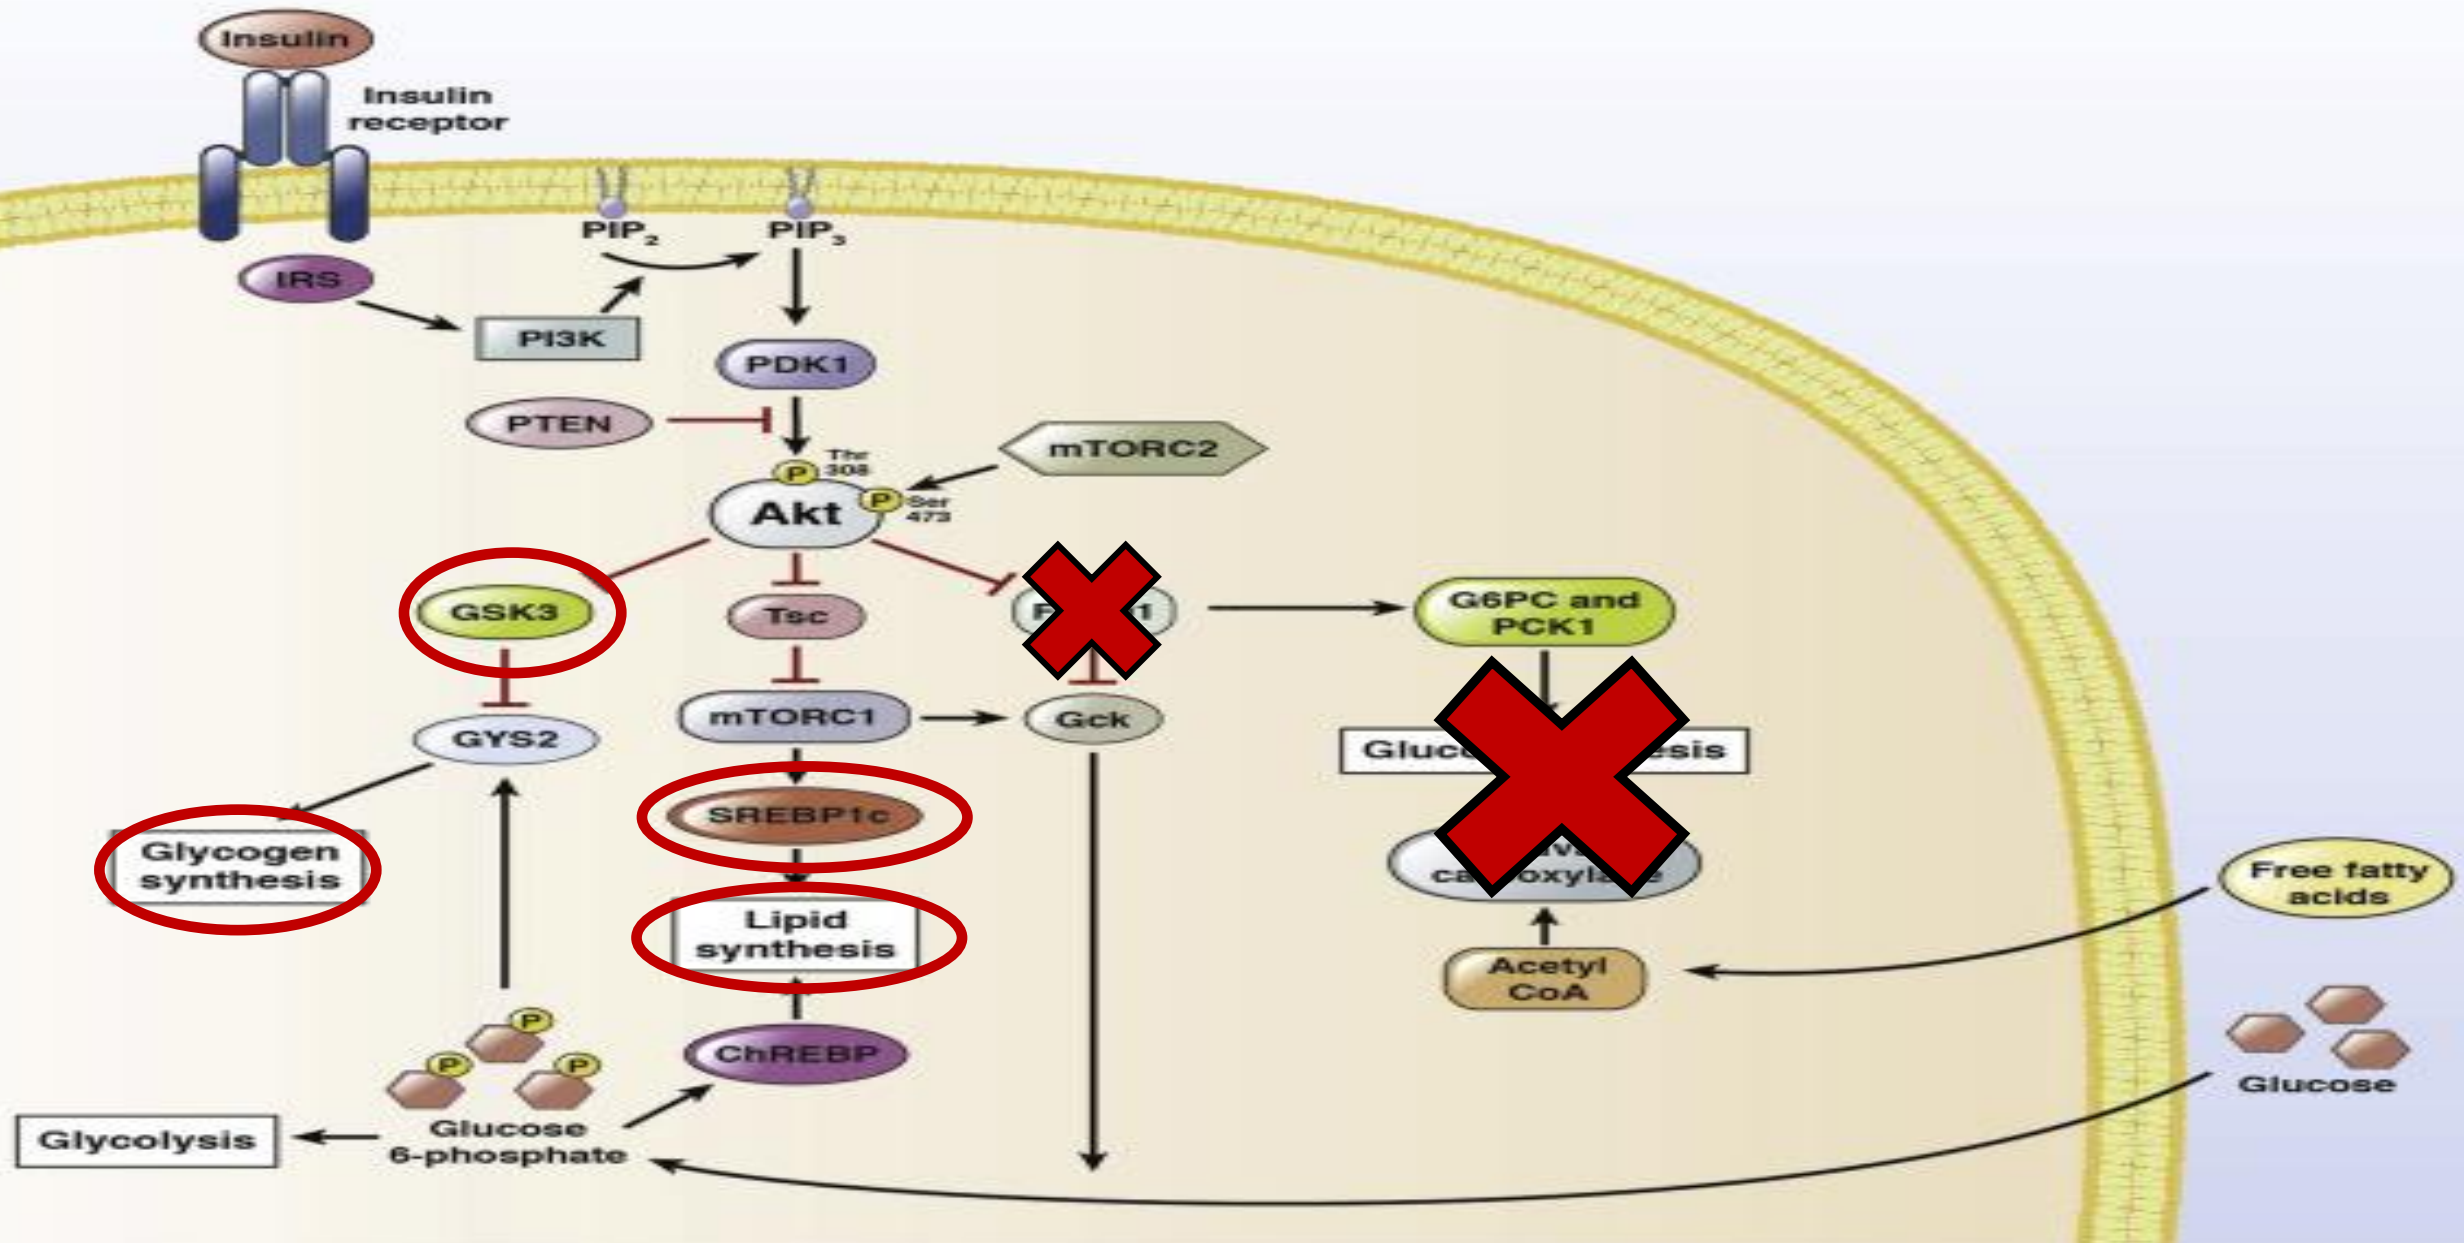 Insulin
Insulin
receptor
PIP2
PIP3
IRS
PI3K
PDK1
PTEN
mTORC2
P
Thr
308
Akt
P
Ser
473
GSK3
Tsc
G6PC and
PCK1
GYS2
mTORC1
Gck
SREBP1c
Glycogen
synthesis
Lipid
synthesis
Free fatty
acids
Acetyl
CoA
P
P
P
ChREBP
Glucose
Glycolysis
Glucose
6-phosphate